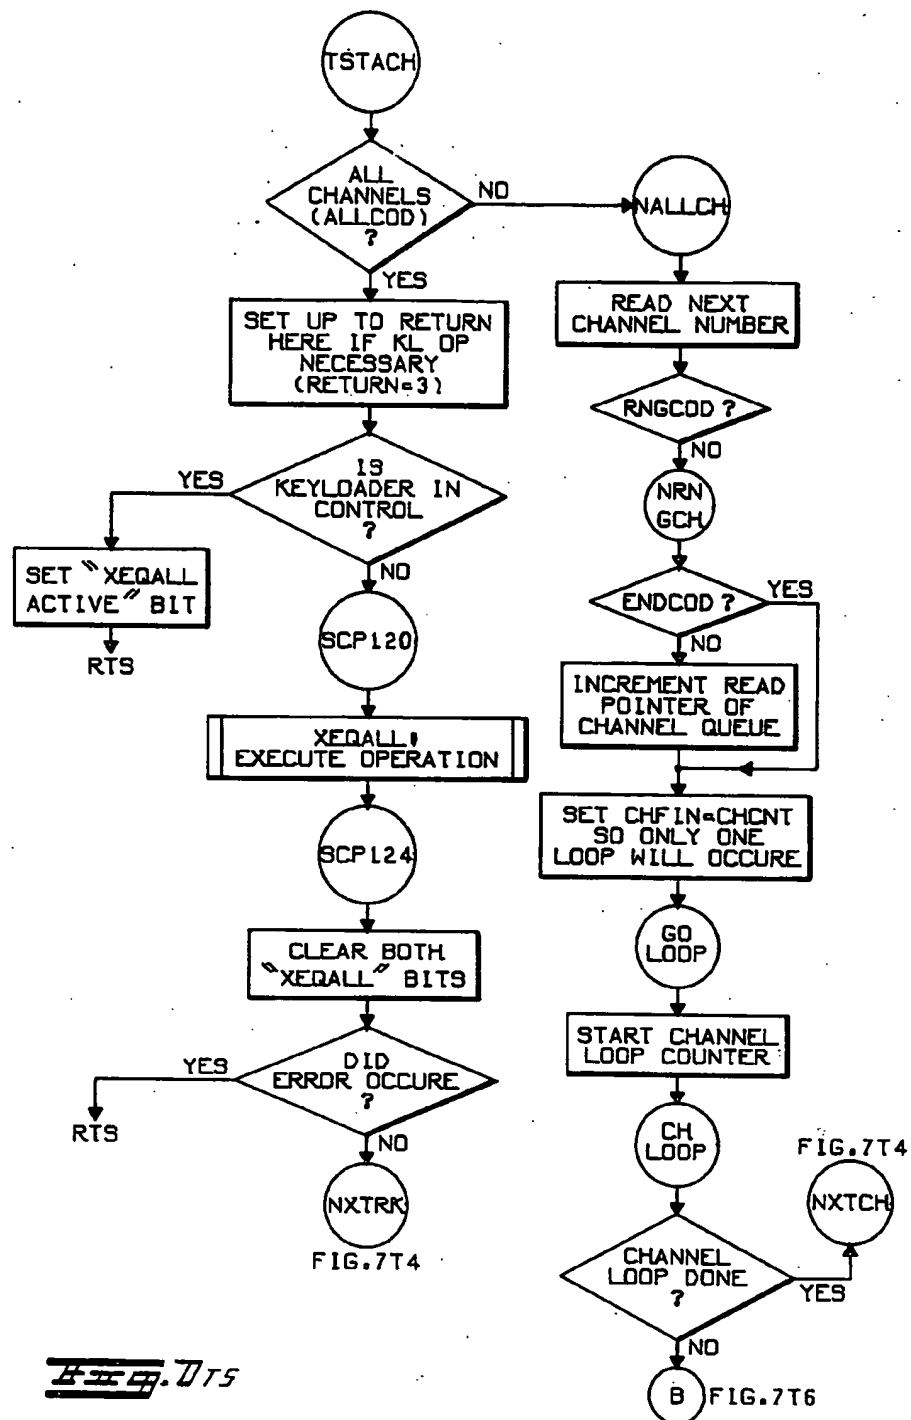 TSTACH
ALL
CHANNELS
(ALLCOD)
?
NO
YES
SET UP TO RETURN
HERE IF KL OP
NECESSARY
(RETURN=3)
IS
KEYLOADER IN
CONTROL
?
YES
NO
SET "XEQALL
ACTIVE" BIT
RTS
SCP120
XEQALL:
EXECUTE OPERATION
SCP124
CLEAR BOTH
"XEQALL" BITS
DID
ERROR OCCURE
?
YES
RTS
NO
NXTRK
FIG.7T4
NALLCH
READ NEXT
CHANNEL NUMBER
RNGCOD ?
NO
NRN
GCH
ENDCOD ?
YES
NO
INCREMENT READ
POINTER OF
CHANNEL QUEUE
SET CHFIN=CHCNT
SO ONLY ONE
LOOP WILL OCCURE
GO
LOOP
START CHANNEL
LOOP COUNTER
CH
LOOP
FIG.7T4
NXTCH
CHANNEL
LOOP DONE
?
YES
NO
B FIG.7T6
Fig. 7T5